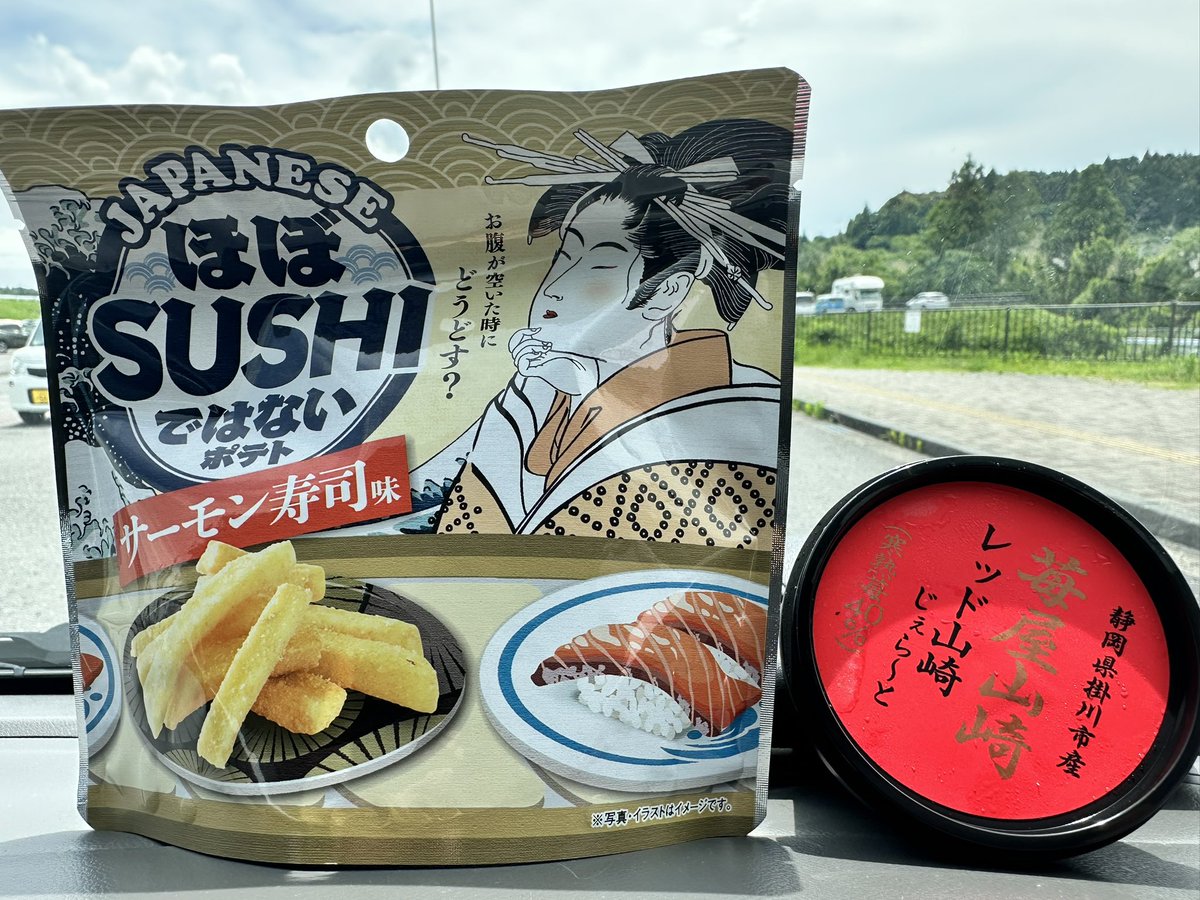 JAPANESE
ほぼ
SUSHI
ではない
ポテト
サーモン寿司味
お腹が空いた時に
どうどす?
※写真・イラストはイメージです。
静岡県掛川市産
苺屋山崎
レッド山崎
じぇら〜と